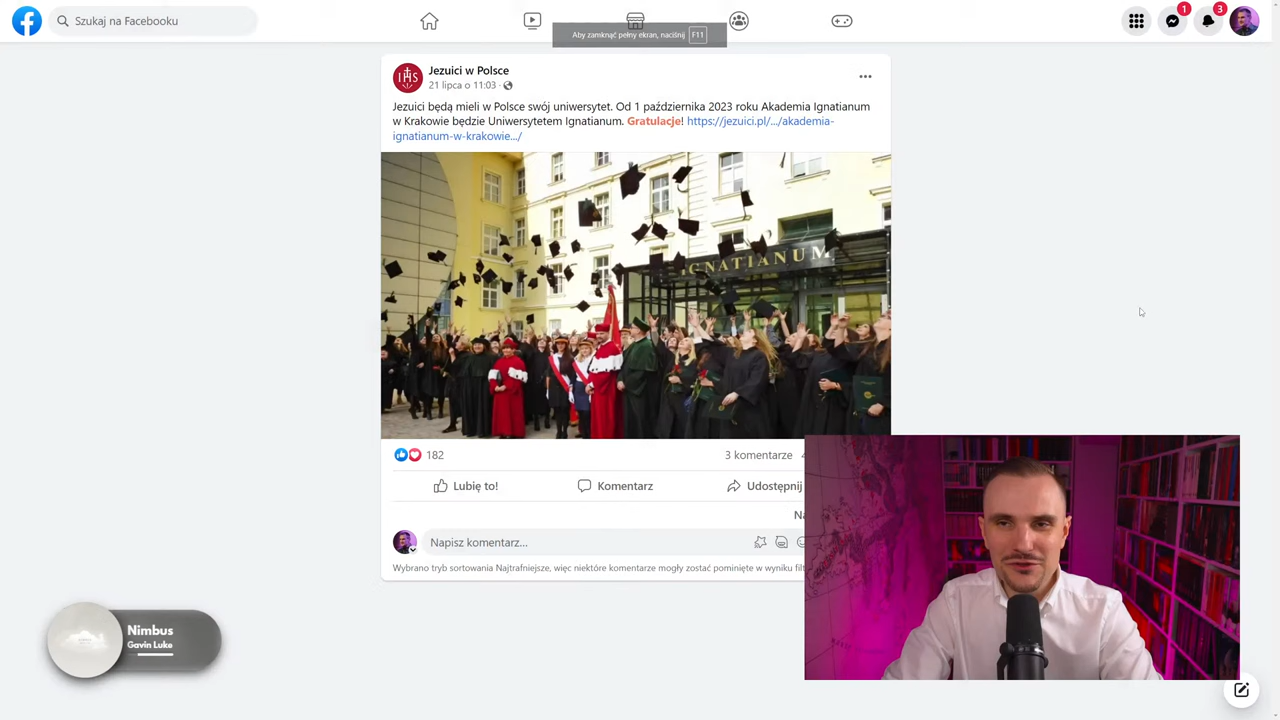 Szukaj na Facebooku
Aby zamknąć pełny ekran, naciśnij F11
1
3
IHS
Jezuici w Polsce
21 lipca o 11:03 ·
Jezuici będą mieli w Polsce swój uniwersytet. Od 1 października 2023 roku Akademia Ignatianum
w Krakowie będzie Uniwersytetem Ignatianum. Gratulacje! https://jezuici.pl/.../akademia-
ignatianum-w-krakowie.../
IGNATIANUM
182
3 komentarze
Lubię to!
Komentarz
Udostępnij
Napisz komentarz...
Wybrano tryb sortowania Najtrafniejsze, więc niektóre komentarze mogły zostać pominięte w wyniku
Nimbus
Gavin Luke